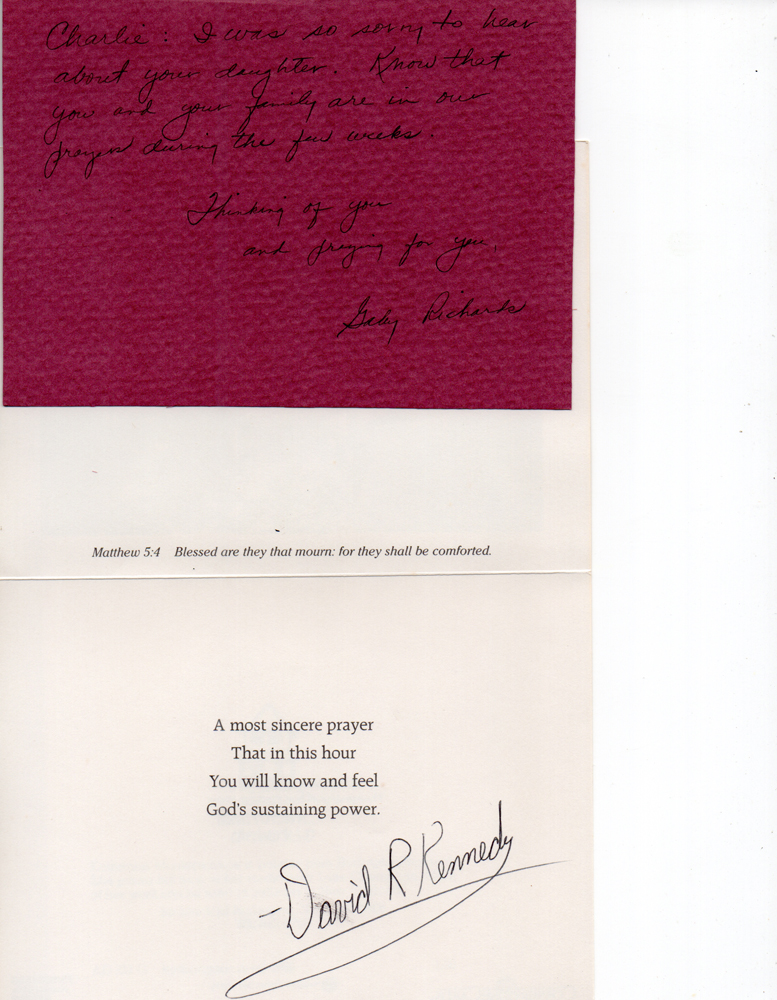 Charlie: I was so sorry to hear
about your daughter. Know that
you and your family are in our
prayers during the few weeks.
Thinking of you
and praying for you.
Gaby Richards
Matthew 5:4 Blessed are they that mourn: for they shall be comforted.
A most sincere prayer
That in this hour
You will know and feel
God's sustaining power.
-David R Kennedy